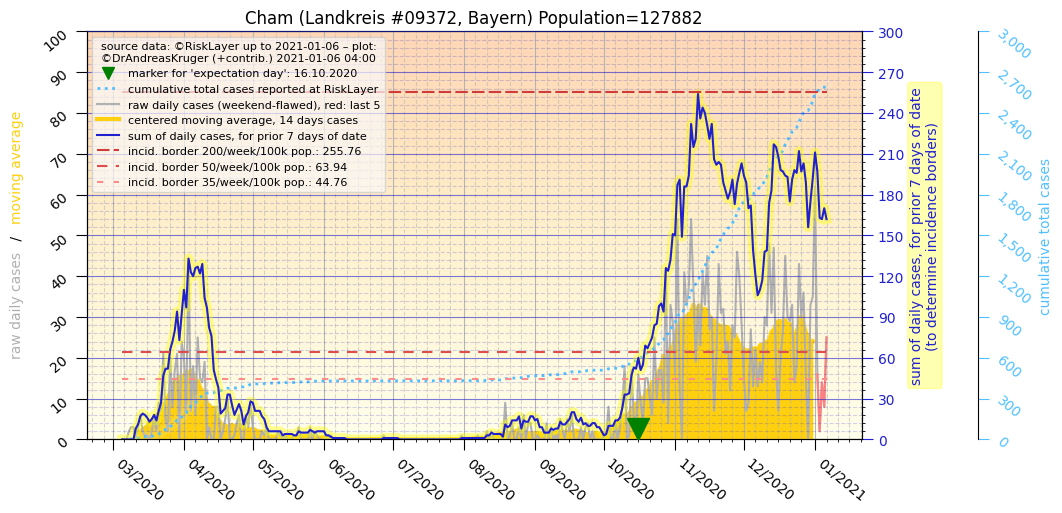 Cham (Landkreis #09372, Bayern) Population=127882
source data: ©RiskLayer up to 2021-01-06 – plot:
©DrAndreasKruger (+contrib.) 2021-01-06 04:00
marker for 'expectation day': 16.10.2020
cumulative total cases reported at RiskLayer
raw daily cases (weekend-flawed), red: last 5
centered moving average, 14 days cases
sum of daily cases, for prior 7 days of date
incid. border 200/week/100k pop.: 255.76
incid. border 50/week/100k pop.: 63.94
incid. border 35/week/100k pop.: 44.76
raw daily cases / moving average
100
90
80
70
60
50
40
30
20
10
0
300
270
240
210
180
150
120
90
60
30
0
sum of daily cases, for prior 7 days of date
(to determine incidence borders)
3,000
2,700
2,400
2,100
1,800
1,500
1,200
900
600
300
0
cumulative total cases
03/2020
04/2020
05/2020
06/2020
07/2020
08/2020
09/2020
10/2020
11/2020
12/2020
01/2021